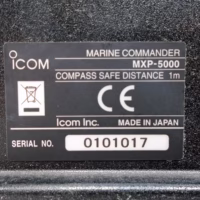 ICOM MARINE COMMANDER
MXP-5000
COMPASS SAFE DISTANCE 1m
CE
Icom Inc. MADE IN JAPAN
SERIAL NO. 0101017